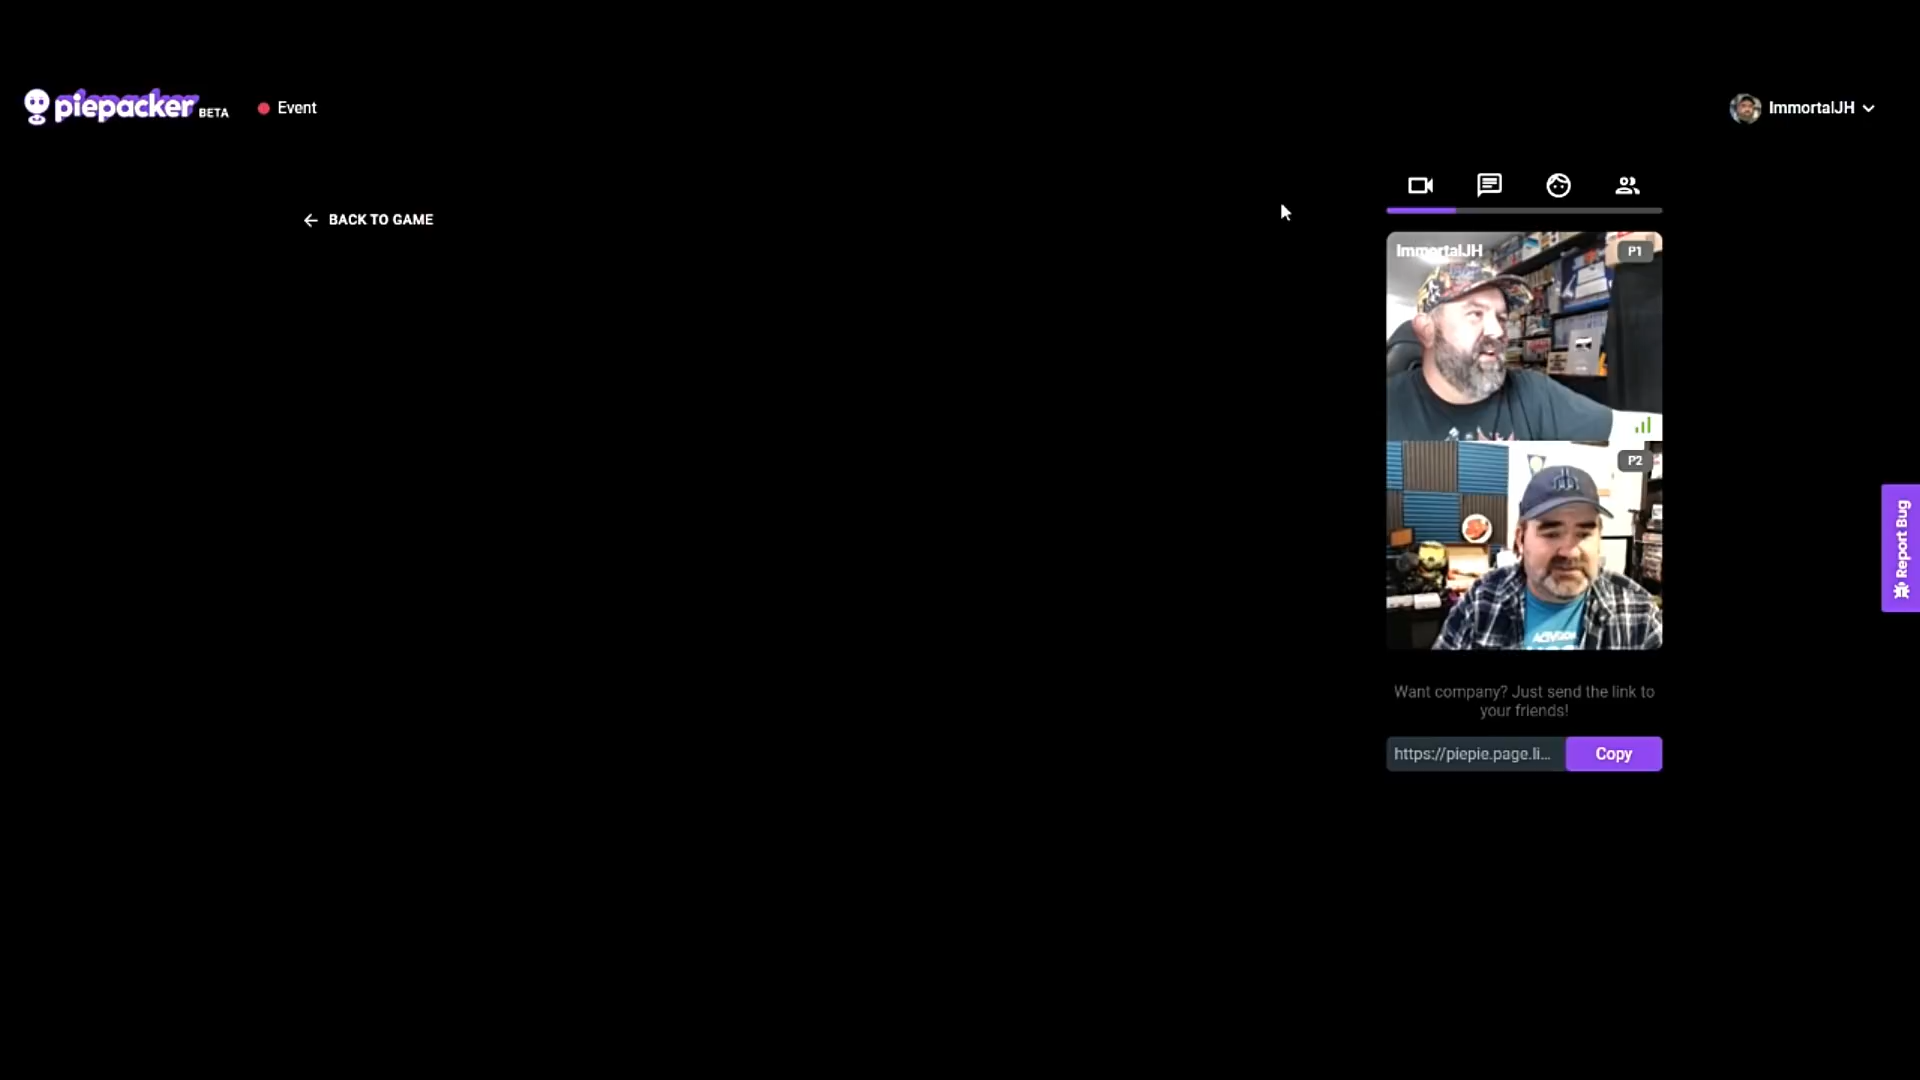 piepacker BETA
Event
ImmortalJH
BACK TO GAME
ImmortalJH
P1
P2
Want company? Just send the link to
your friends!
https://piepie.page.li...
Copy
Report Bug